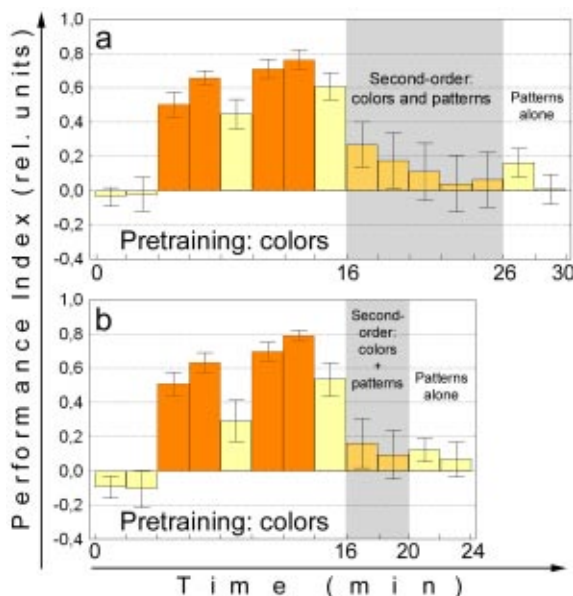 Performance Index (rel. units)
a
1,0
0,8
0,6
0,4
0,2
0,0
-0,2
-0,4
Second-order:
colors and patterns
Patterns
alone
Pretraining: colors
0
16
26
30
b
1,0
0,8
0,6
0,4
0,2
0,0
-0,2
-0,4
Second-
order:
colors
+
patterns
Patterns
alone
Pretraining: colors
0
16
20
24
Time (min)